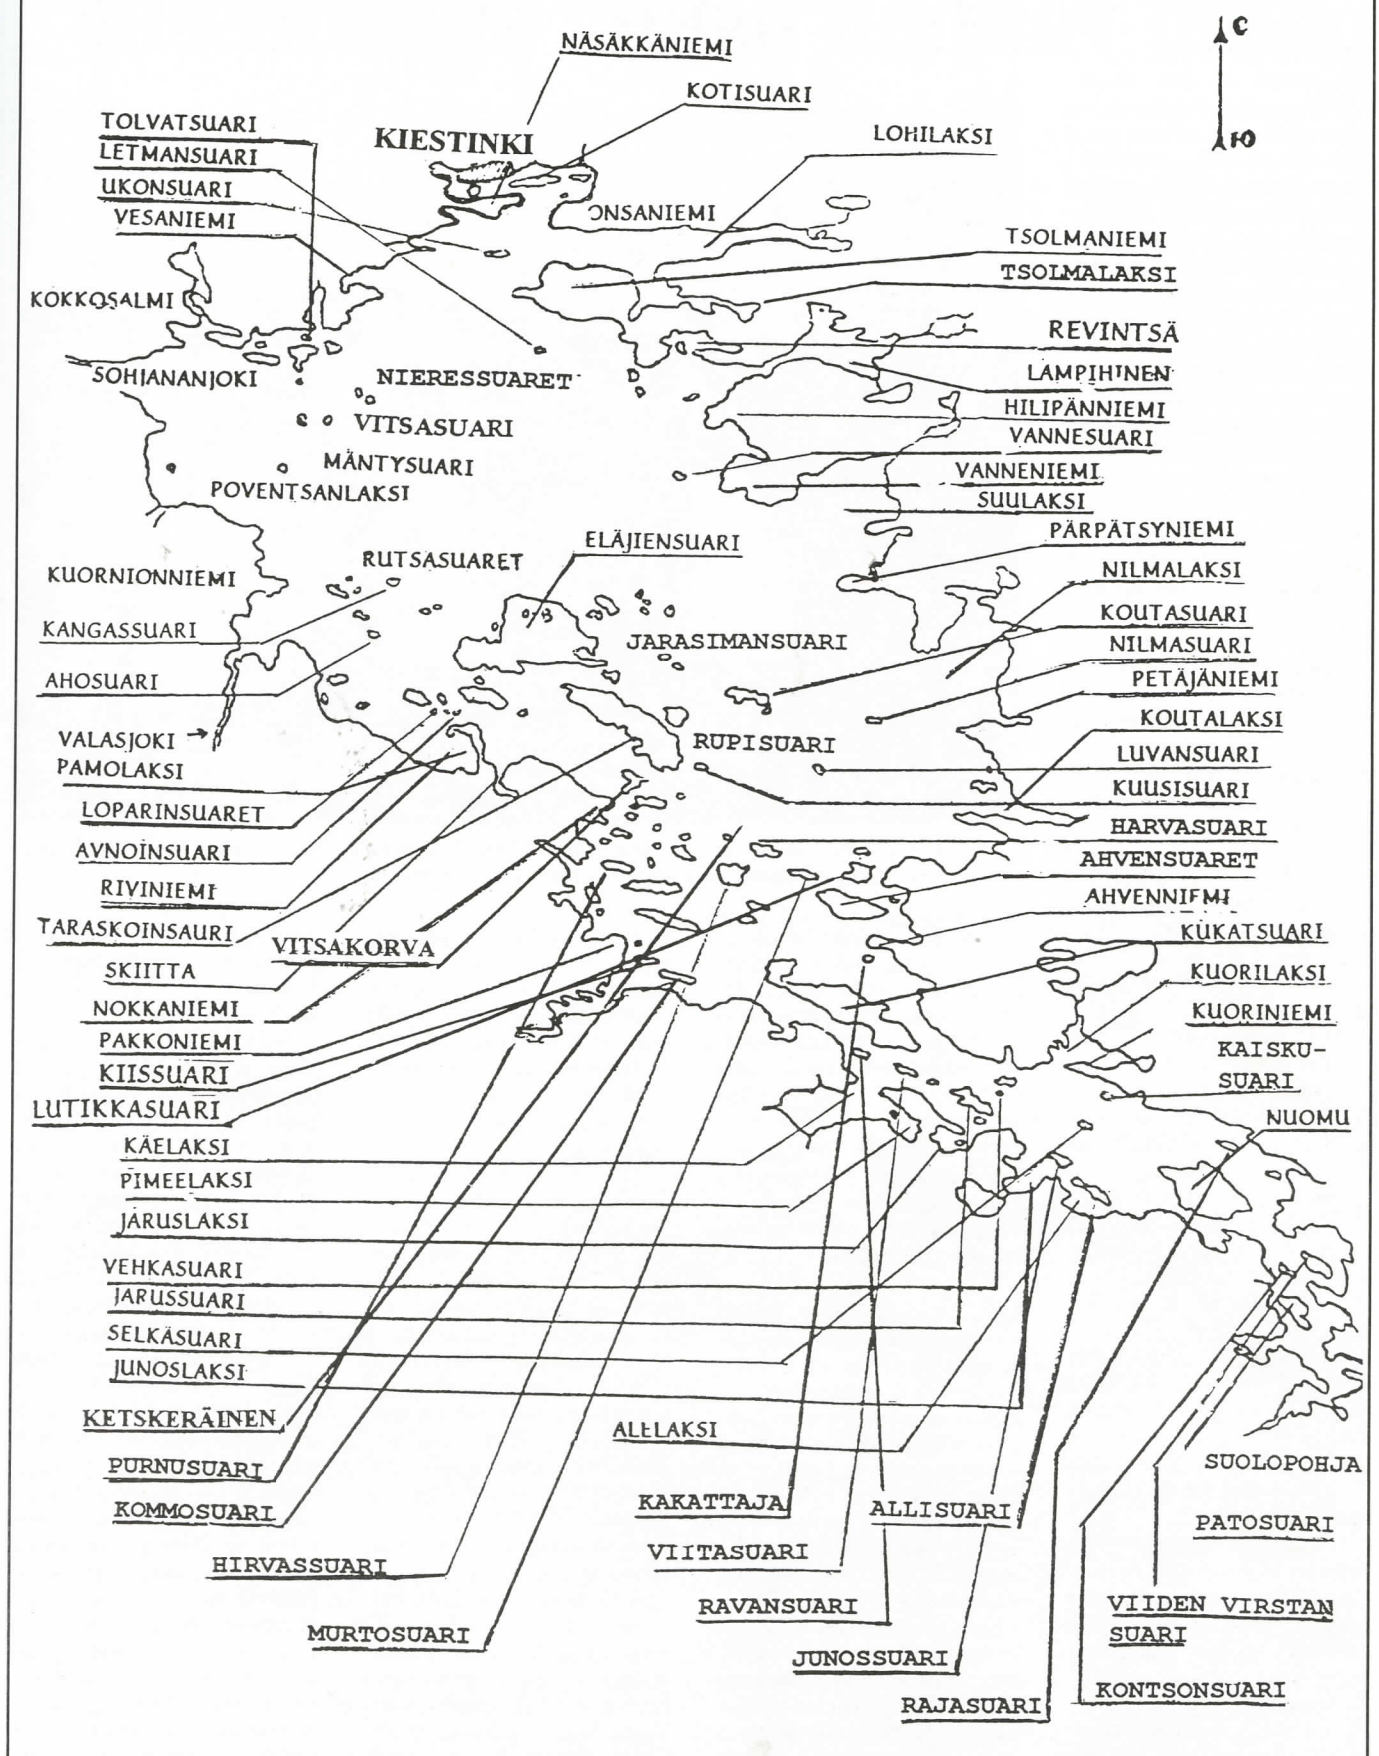 С
Ю
NÄSÄKKÄNIEMI
KOTISUARI
TOLVATSUARI
KIESTINKI
LOHILAKSI
LETMANSUARI
UKONSUARI
VESANIEMI
ONSANIEMI
TSOLMANIEMI
TSOLMALAKSI
KOKKOSALMI
REVINTSÄ
SOHJANANJOKI
NIERESSUARET
LAMPIHINEN
HILIPÄNNIEMI
VITSASUARI
VANNESUARI
MÄNTYSUARI
VANNENIEMI
POVENTSANLAKSI
SUULAKSI
PÄRPÄTSYNIEMI
ELÄJIENSUARI
RUTSASUARET
KUORNIONNIEMI
NILMALAKSI
KANGASSUARI
KOUTASUARI
JARASIMANSUARI
NILMASUARI
AHOSUARI
PETÄJÄNIEMI
KOUTALAKSI
VALASJOKI
RUPISUARI
LUVANSUARI
PAMOLAKSI
KUUSISUARI
LOPARINSUARET
HARVASUARI
AVNOINSUARI
AHVENSUARET
RIVINIEMI
AHVENNIEMI
TARASKOINSAURI
KUKATSUARI
VITSAKORVA
SKIITTA
KUORILAKSI
NOKKANIEMI
KUORINIEMI
PAKKONIEMI
KAISKU-
SUARI
KIISSUARI
LUTIKKASUARI
NUOMU
KÄELAKSI
PIMEELAKSI
JARUSLAKSI
VEHKASUARI
JARUSSUARI
SELKÄSUARI
JUNOSLAKSI
KETSKERÄINEN
ALELAKSI
SUOLOPOHJA
PURNUSUARI
KOMMOSUARI
KAKATTAJA
ALLISUARI
PATOSUARI
HIRVASSUARI
VIITASUARI
RAVANSUARI
VIIDEN VIRSTAN
SUARI
MURTOSUARI
JUNOSSUARI
KONTSONSUARI
RAJASUARI